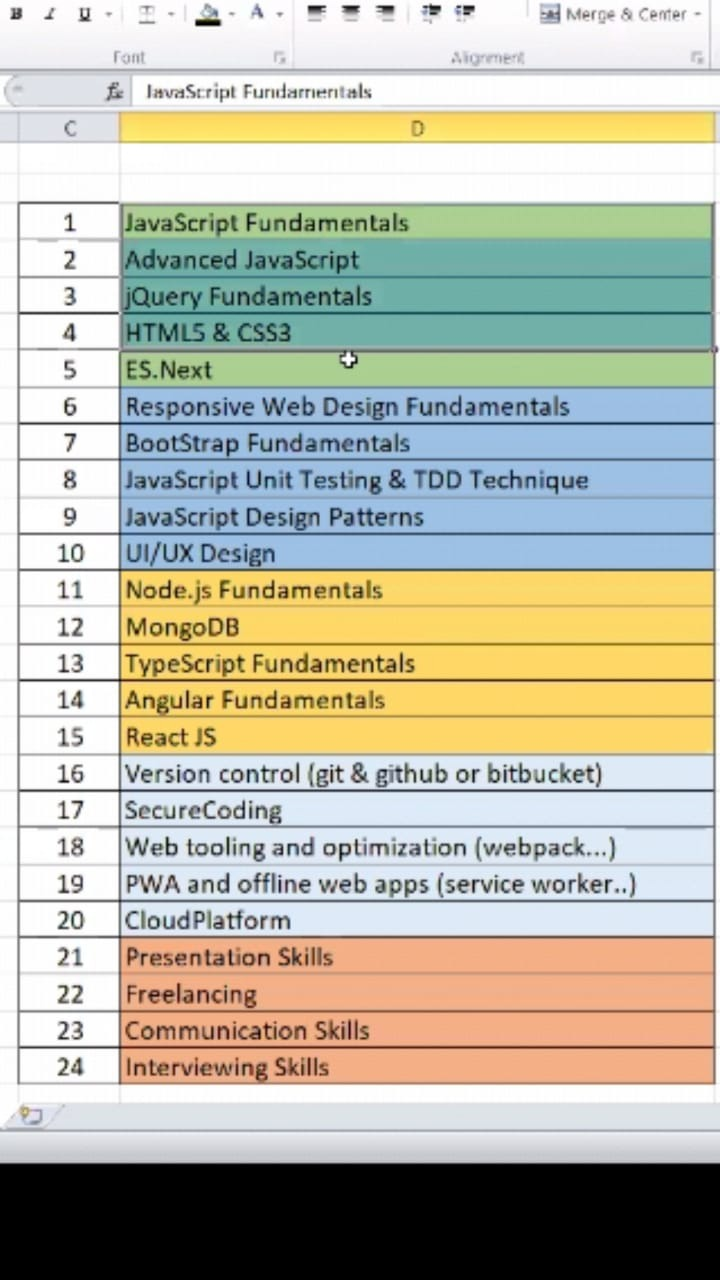 B I U A Merge & Center
Font Alignment
fx JavaScript Fundamentals
C D
1 JavaScript Fundamentals
2 Advanced JavaScript
3 jQuery Fundamentals
4 HTML5 & CSS3
5 ES.Next
6 Responsive Web Design Fundamentals
7 BootStrap Fundamentals
8 JavaScript Unit Testing & TDD Technique
9 JavaScript Design Patterns
10 UI/UX Design
11 Node.js Fundamentals
12 MongoDB
13 TypeScript Fundamentals
14 Angular Fundamentals
15 React JS
16 Version control (git & github or bitbucket)
17 SecureCoding
18 Web tooling and optimization (webpack...)
19 PWA and offline web apps (service worker..)
20 CloudPlatform
21 Presentation Skills
22 Freelancing
23 Communication Skills
24 Interviewing Skills